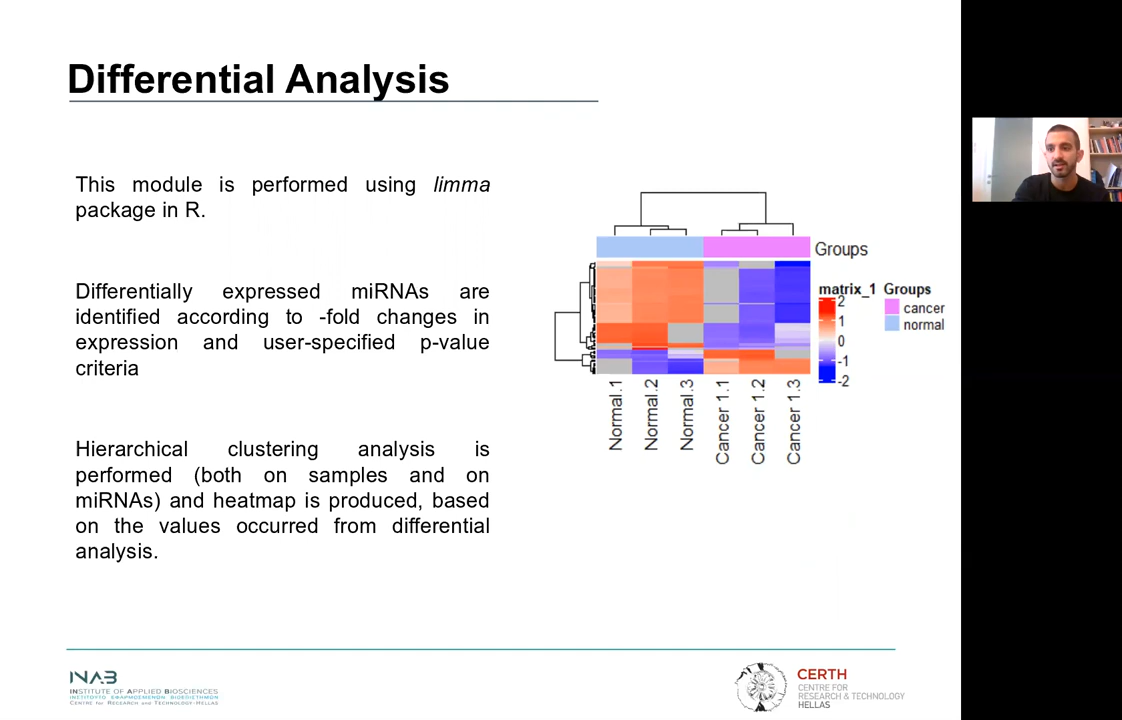 Differential Analysis
This module is performed using limma
package in R.
Differentially expressed miRNAs are
identified according to -fold changes in
expression and user-specified p-value
criteria
Hierarchical clustering analysis is
performed (both on samples and on
miRNAs) and heatmap is produced, based
on the values occurred from differential
analysis.
Groups
matrix_1
2
1
0
-1
-2
Groups
cancer
normal
Normal.1
Normal.2
Normal.3
Cancer 1.1
Cancer 1.2
Cancer 1.3
INAB
INSTITUTE OF APPLIED BIOSCIENCES
ΙΝΣΤΙΤΟΥΤΟ ΕΦΑΡΜΟΣΜΕΝΩΝ ΒΙΟΕΠΙΣΤΗΜΩΝ
CENTRE FOR RESEARCH AND TECHNOLOGY-HELLAS
CERTH
CENTRE FOR
RESEARCH & TECHNOLOGY
HELLAS